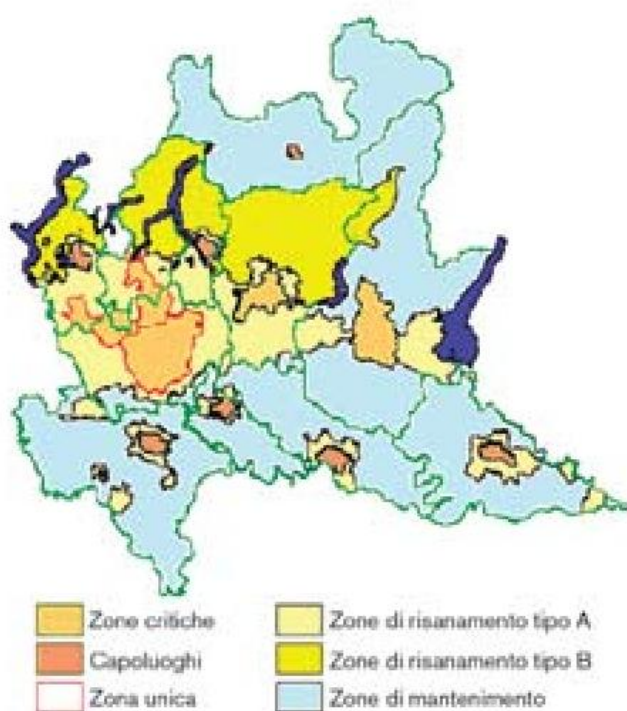 Zone critiche
Capoluoghi
Zona unica
Zone di risanamento tipo A
Zone di risanamento tipo B
Zone di mantenimento